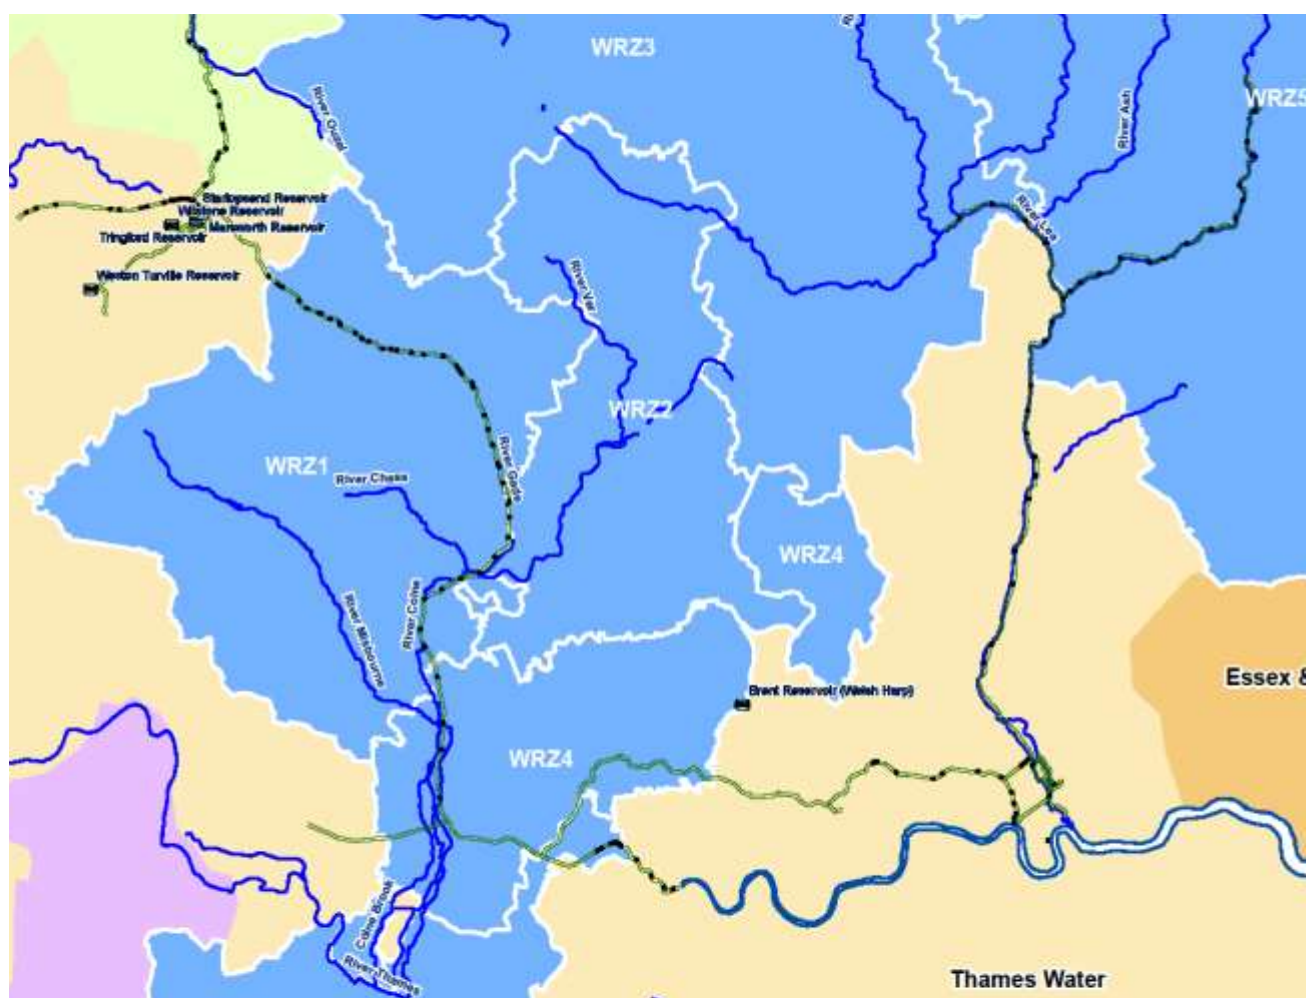 WRZ3
WRZ5
River Ash
River Ouzel
Startopsend Reservoir
Wilstone Reservoir
Marsworth Reservoir
Tringford Reservoir
River Lea
Weston Turville Reservoir
River Ver
WRZ2
WRZ1
River Chess
River Gade
WRZ4
River Colne
River Misbourne
Essex &
Brent Reservoir (Welsh Harp)
WRZ4
Colne Brook
River Thames
Thames Water